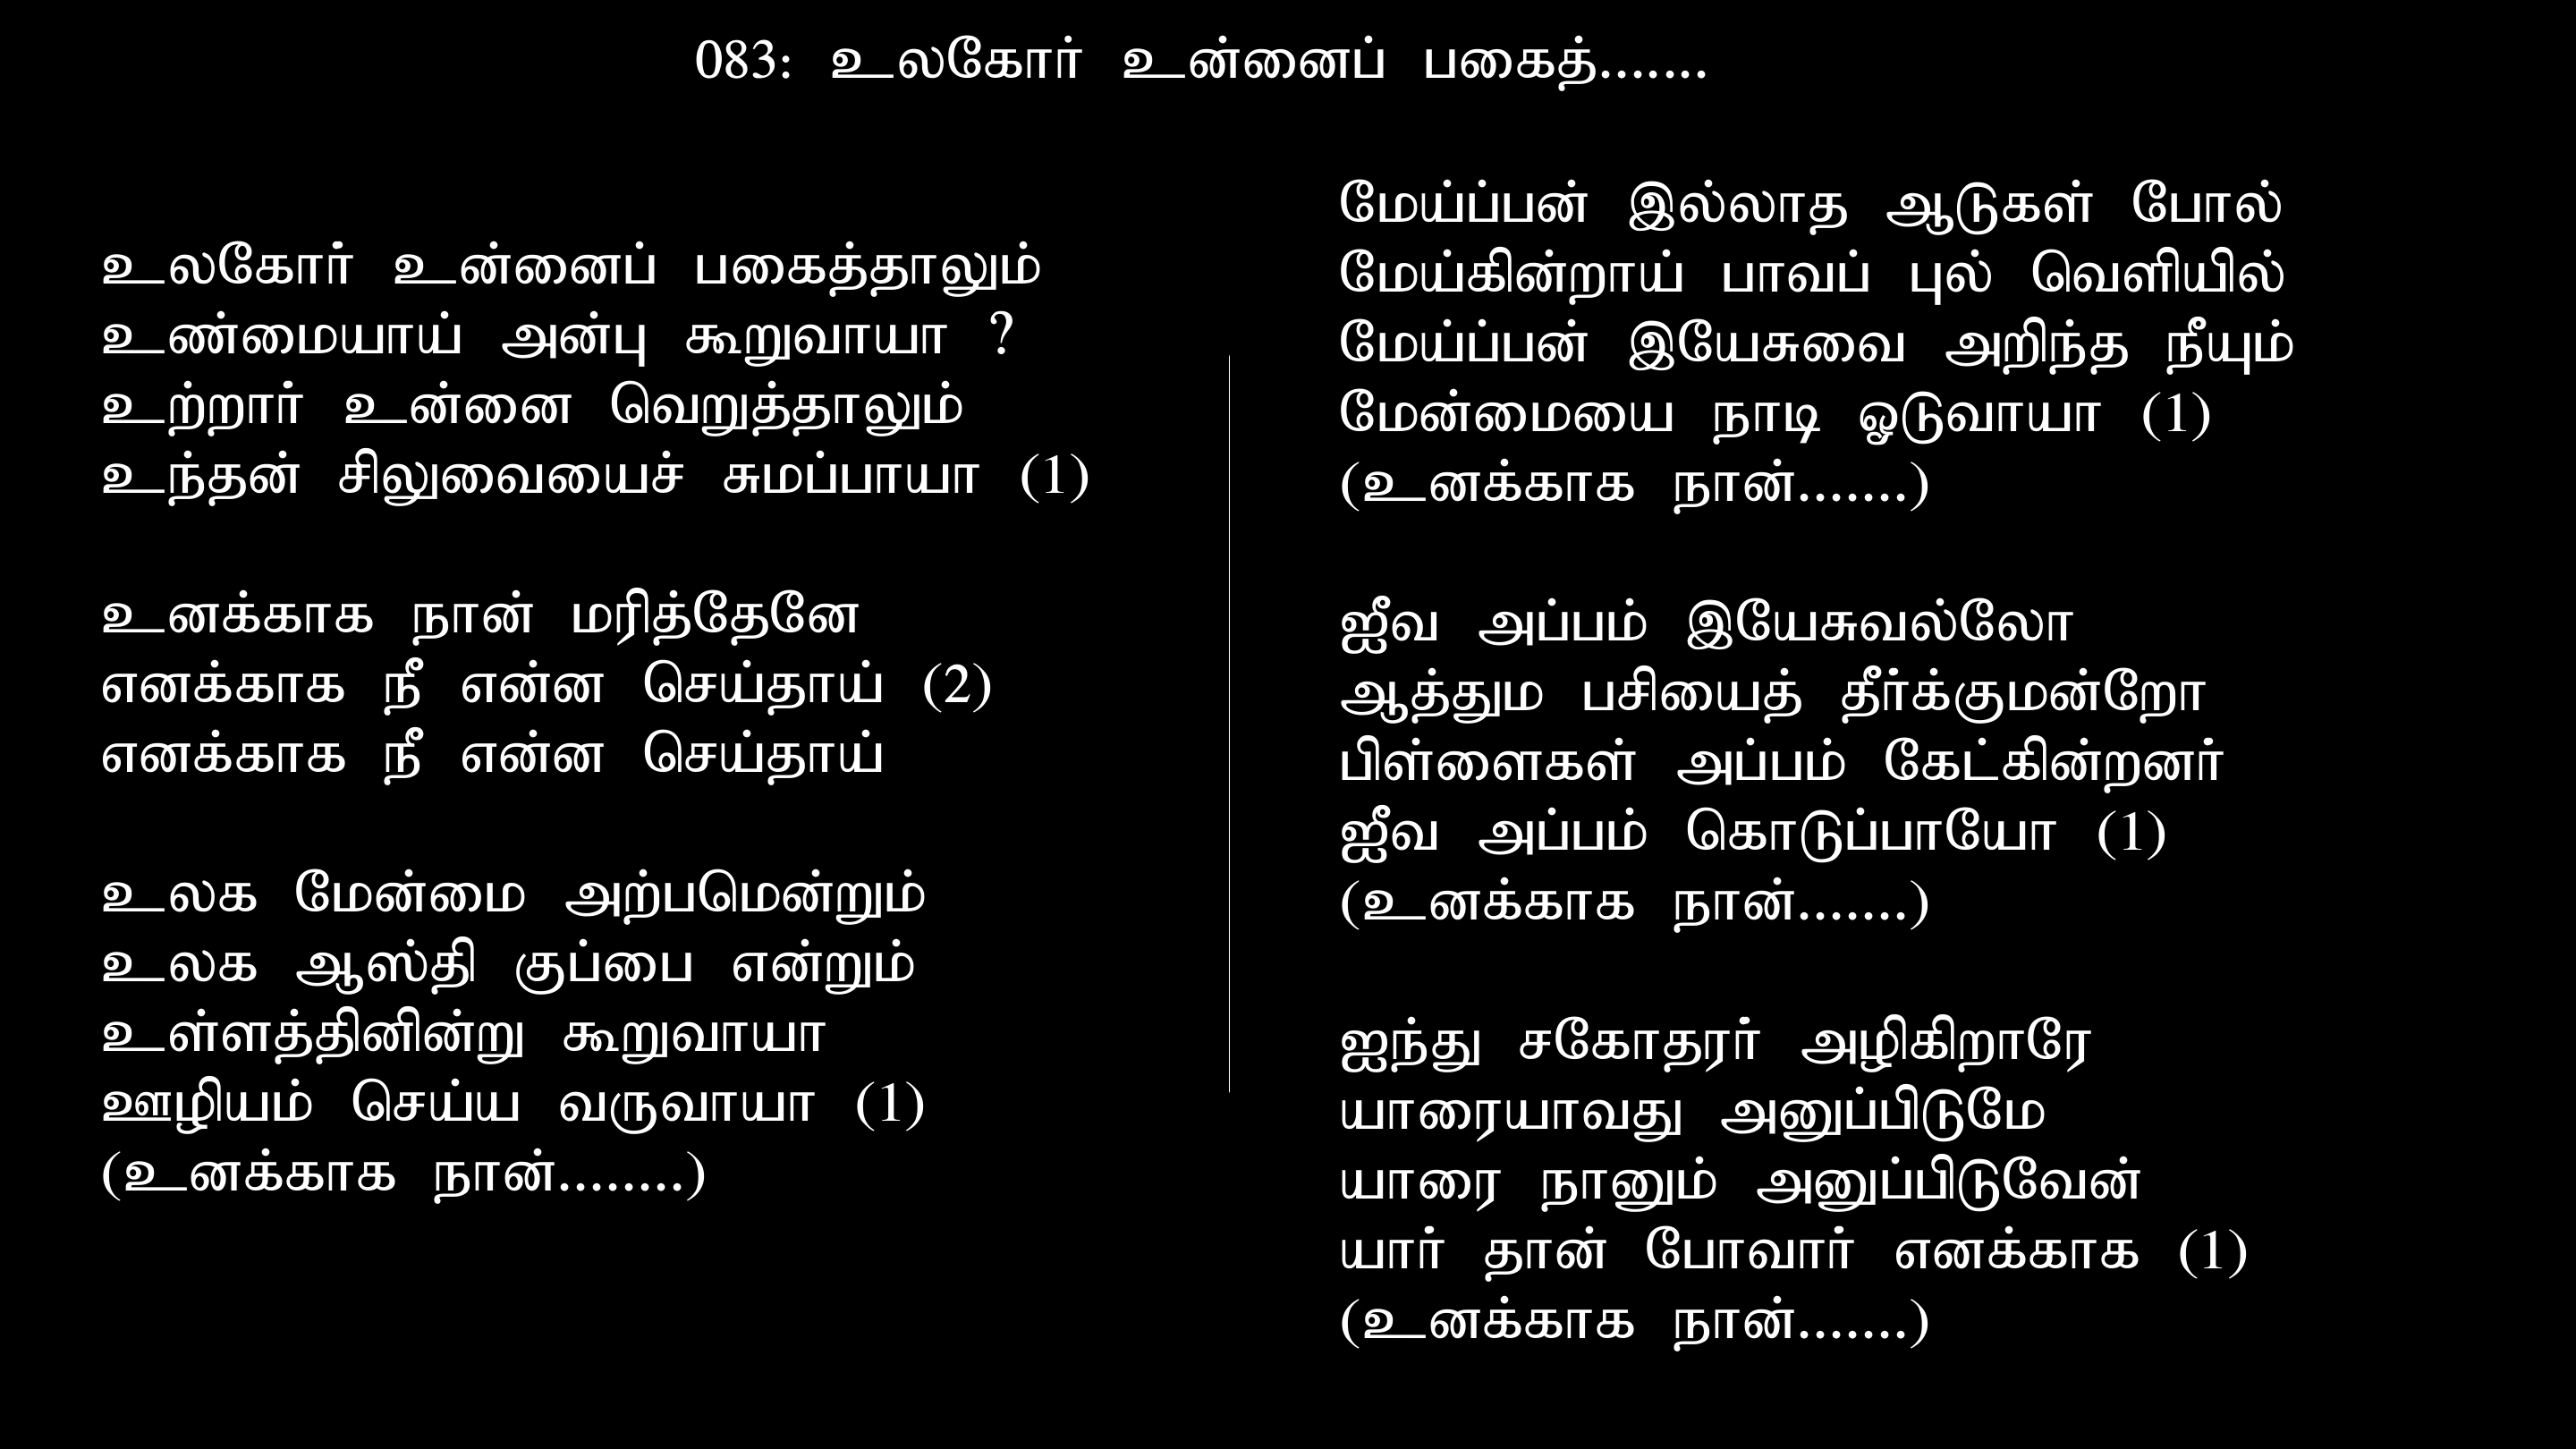 083: உலகோர் உன்னைப் பகைத்.......
உலகோர் உன்னைப் பகைத்தாலும்
உண்மையாய் அன்பு கூறுவாயா ?
உற்றார் உன்னை வெறுத்தாலும்
உந்தன் சிலுவையைச் சுமப்பாயா (1)
உனக்காக நான் மரித்தேனே
எனக்காக நீ என்ன செய்தாய் (2)
எனக்காக நீ என்ன செய்தாய்
உலக மேன்மை அற்பமென்றும்
உலக ஆஸ்தி குப்பை என்றும்
உள்ளத்தினின்று கூறுவாயா
ஊழியம் செய்ய வருவாயா (1)
(உனக்காக நான்........)
மேய்ப்பன் இல்லாத ஆடுகள் போல்
மேய்கின்றாய் பாவப் புல் வெளியில்
மேய்ப்பன் இயேசுவை அறிந்த நீயும்
மேன்மையை நாடி ஓடுவாயா (1)
(உனக்காக நான்.......)
ஜீவ அப்பம் இயேசுவல்லோ
ஆத்தும பசியைத் தீர்க்குமன்றோ
பிள்ளைகள் அப்பம் கேட்கின்றனர்
ஜீவ அப்பம் கொடுப்பாயோ (1)
(உனக்காக நான்.......)
ஐந்து சகோதரர் அழிகிறாரே
யாரையாவது அனுப்பிடுமே
யாரை நானும் அனுப்பிடுவேன்
யார் தான் போவார் எனக்காக (1)
(உனக்காக நான்.......)